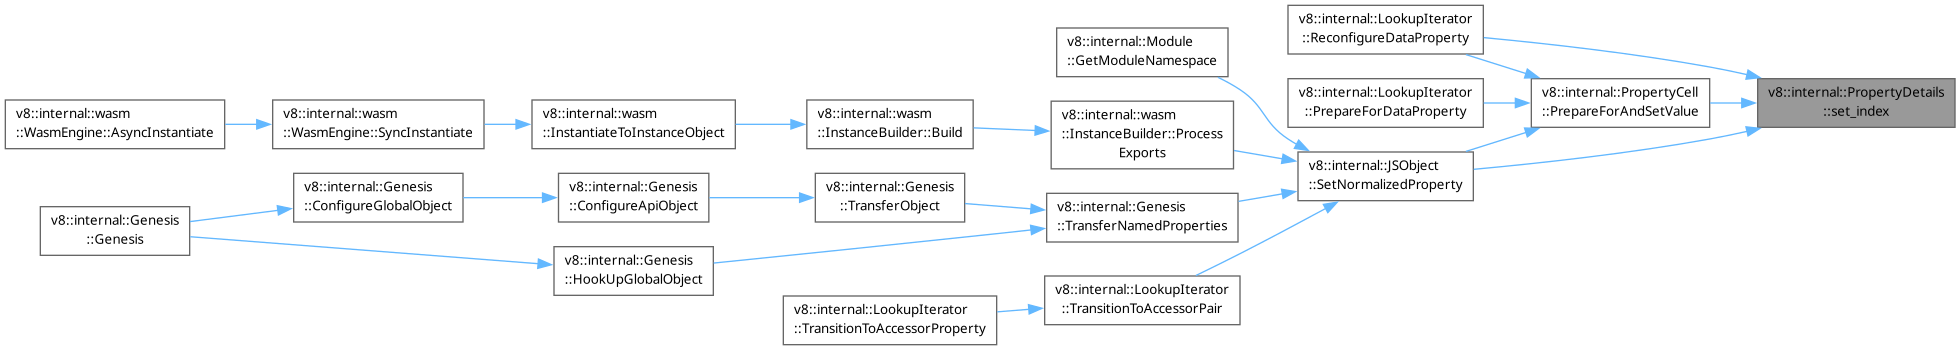 v8::internal::LookupIterator
::ReconfigureDataProperty
v8::internal::Module
::GetModuleNamespace
v8::internal::LookupIterator
::PrepareForDataProperty
v8::internal::PropertyCell
::PrepareForAndSetValue
v8::internal::PropertyDetails
::set_index
v8::internal::wasm
::WasmEngine::AsyncInstantiate
v8::internal::wasm
::WasmEngine::SyncInstantiate
v8::internal::wasm
::InstantiateToInstanceObject
v8::internal::wasm
::InstanceBuilder::Build
v8::internal::wasm
::InstanceBuilder::Process
Exports
v8::internal::JSObject
::SetNormalizedProperty
v8::internal::Genesis
::ConfigureGlobalObject
v8::internal::Genesis
::ConfigureApiObject
v8::internal::Genesis
::TransferObject
v8::internal::Genesis
::TransferNamedProperties
v8::internal::Genesis
::Genesis
v8::internal::Genesis
::HookUpGlobalObject
v8::internal::LookupIterator
::TransitionToAccessorPair
v8::internal::LookupIterator
::TransitionToAccessorProperty